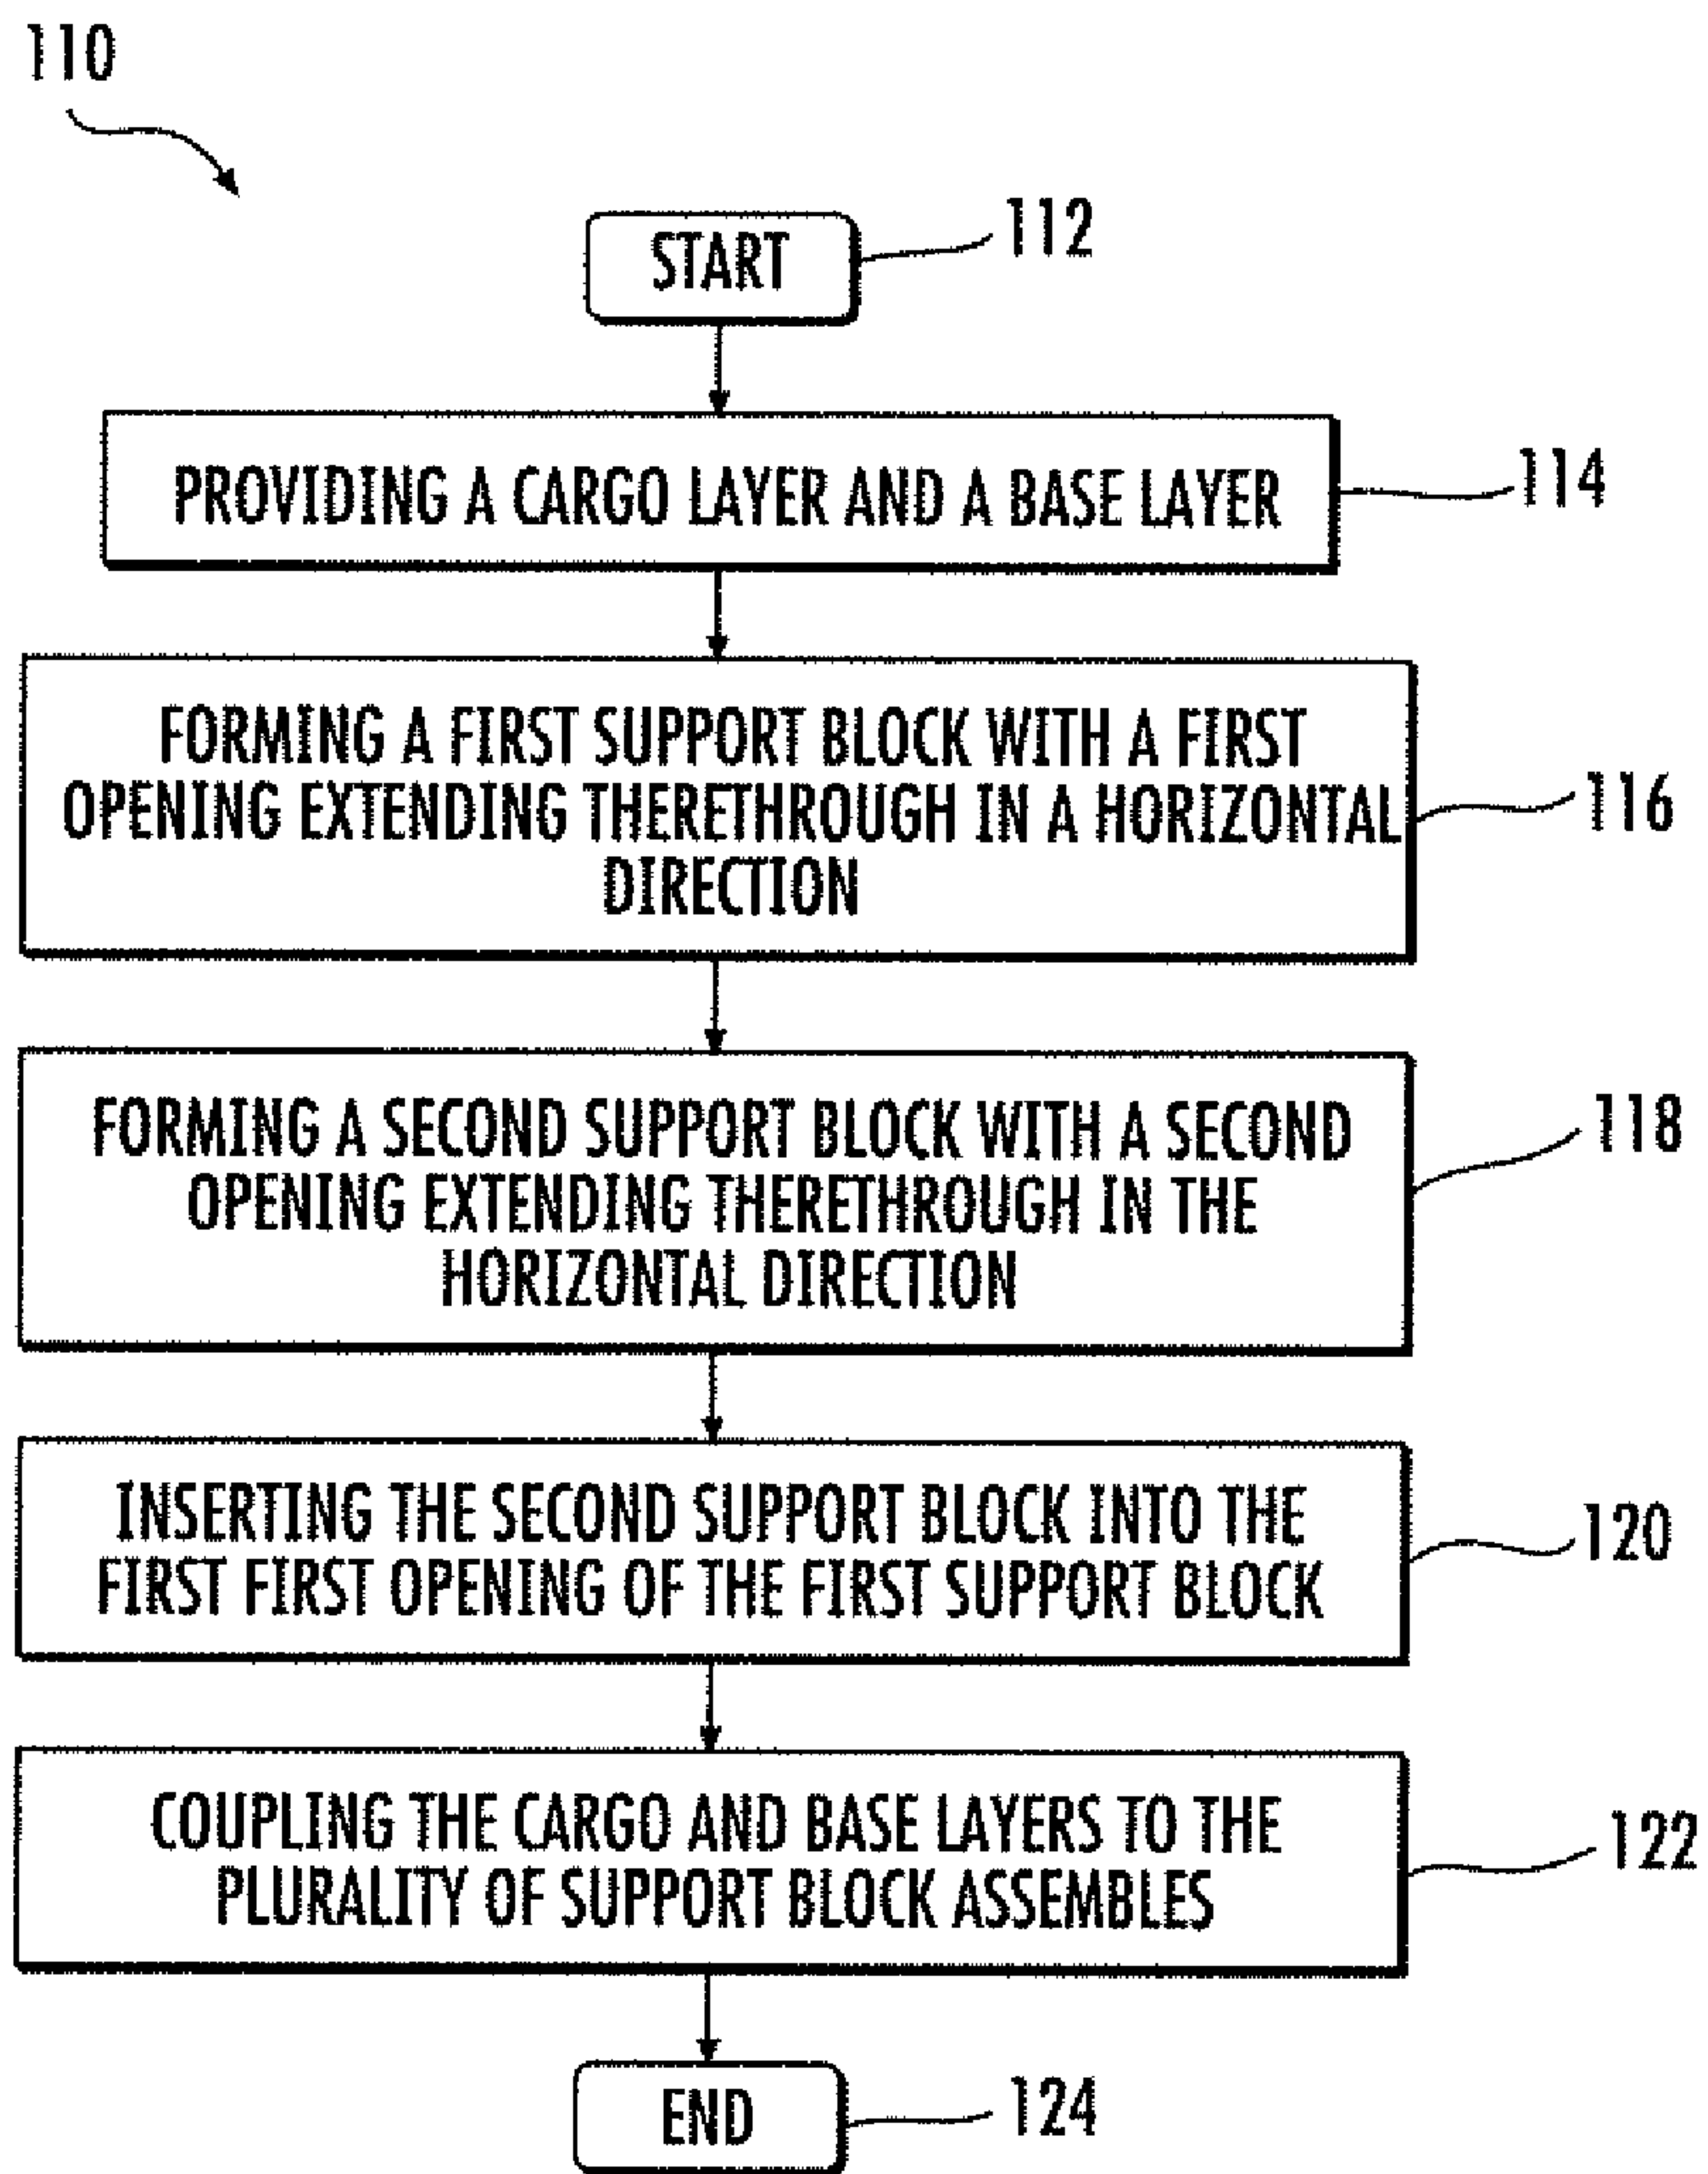 110
START
112
PROVIDING A CARGO LAYER AND A BASE LAYER
114
FORMING A FIRST SUPPORT BLOCK WITH A FIRST
OPENING EXTENDING THERETHROUGH IN A HORIZONTAL
DIRECTION
116
FORMING A SECOND SUPPORT BLOCK WITH A SECOND
OPENING EXTENDING THERETHROUGH IN THE
HORIZONTAL DIRECTION
118
INSERTING THE SECOND SUPPORT BLOCK INTO THE
FIRST FIRST OPENING OF THE FIRST SUPPORT BLOCK
120
COUPLING THE CARGO AND BASE LAYERS TO THE
PLURALITY OF SUPPORT BLOCK ASSEMBLES
122
END
124